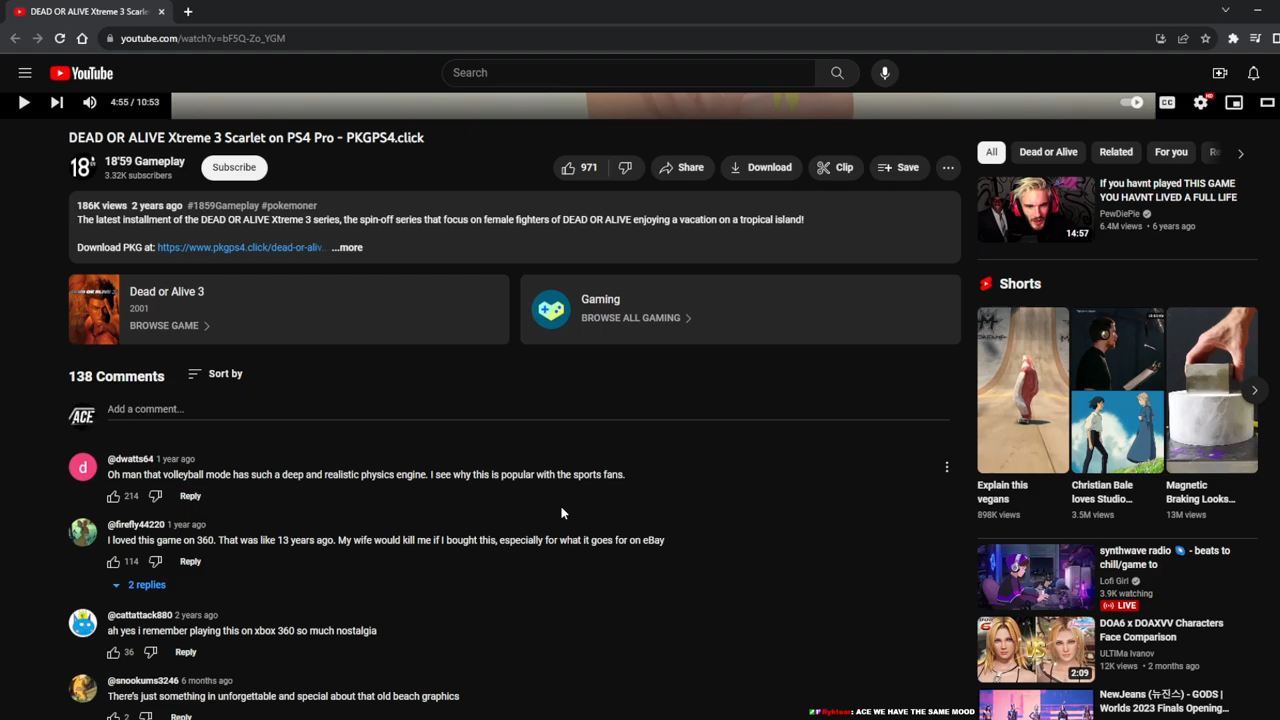 DEAD OR ALIVE Xtreme 3 Scarlet
youtube.com/watch?v=bF5Q-Zo_YGM
YouTube
Search
4:55 / 10:53
CC
HD
DEAD OR ALIVE Xtreme 3 Scarlet on PS4 Pro - PKGPS4.click
18+
18'59 Gameplay
3.32K subscribers
Subscribe
971
Share
Download
Clip
Save
186K views 2 years ago #1859Gameplay #pokemoner
The latest installment of the DEAD OR ALIVE Xtreme 3 series, the spin-off series that focus on female fighters of DEAD OR ALIVE enjoying a vacation on a tropical island!
Download PKG at: https://www.pkgps4.click/dead-or-aliv... ...more
Dead or Alive 3
2001
BROWSE GAME
Gaming
BROWSE ALL GAMING
138 Comments
Sort by
ACE
Add a comment...
d
@dwatts64 1 year ago
Oh man that volleyball mode has such a deep and realistic physics engine. I see why this is popular with the sports fans.
214
Reply
@firefly44220 1 year ago
I loved this game on 360. That was like 13 years ago. My wife would kill me if I bought this, especially for what it goes for on eBay
114
Reply
2 replies
@cattattack880 2 years ago
ah yes i remember playing this on xbox 360 so much nostalgia
36
Reply
@snookums3246 6 months ago
There's just something in unforgettable and special about that old beach graphics
2
Reply
All
Dead or Alive
Related
For you
Re
14:57
If you havnt played THIS GAME
YOU HAVNT LIVED A FULL LIFE
PewDiePie
6.4M views • 6 years ago
Shorts
Explain this
vegans
898K views
Christian Bale
loves Studio...
3.5M views
Magnetic
Braking Looks...
13M views
synthwave radio - beats to
chill/game to
Lofi Girl
3.9K watching
LIVE
VS
2:09
DOA6 x DOAXVV Characters
Face Comparison
ULTIMa Ivanov
12K views • 2 months ago
NewJeans (뉴진스) - GODS |
Worlds 2023 Finals Opening...
: ACE WE HAVE THE SAME MOOD